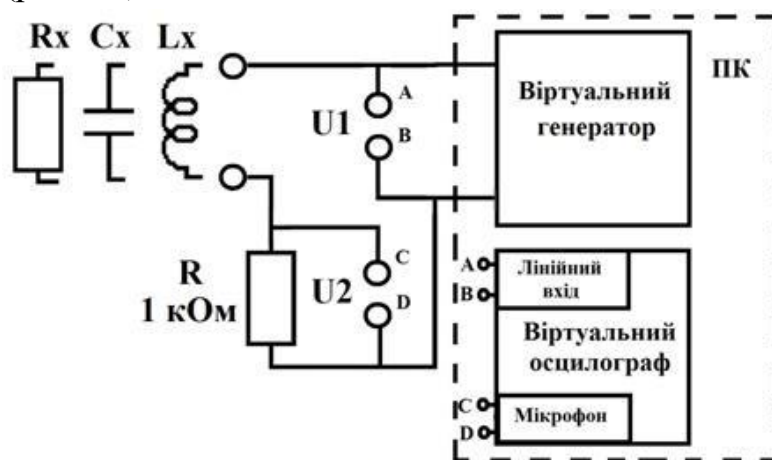 Rx Cx Lx
ПК
Віртуальний
генератор
A
U1
B
R
1 кОм
C
U2
D
A
Лінійний
вхід
B
Віртуальний
осцилограф
C
Мікрофон
D